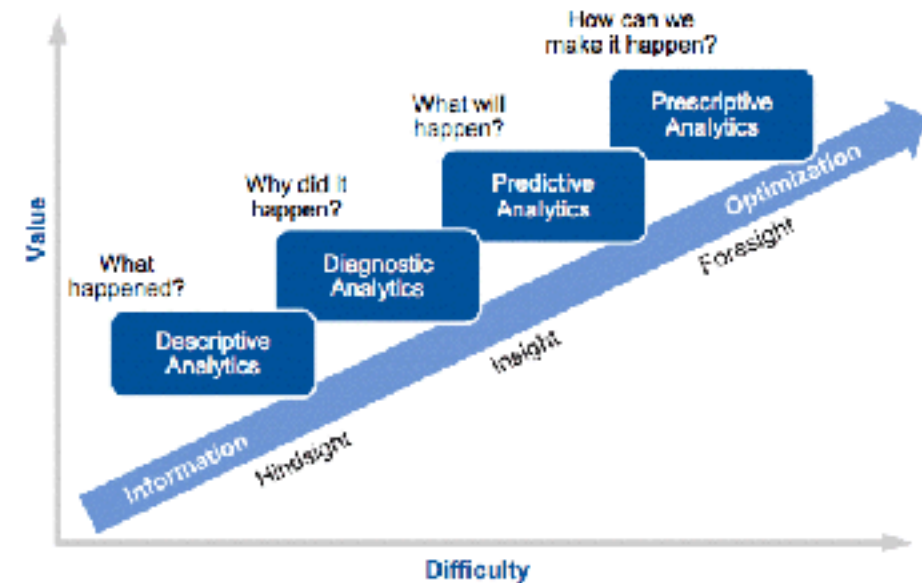 How can we
make it happen?
Prescriptive
Analytics
What will
happen?
Predictive
Analytics
Why did it
happen?
Diagnostic
Analytics
What
happened?
Descriptive
Analytics
Value
Information
Optimization
Hindsight
Insight
Foresight
Difficulty